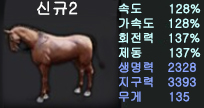 신규2
속도 128%
가속도 128%
회전력 137%
제동 137%
생명력 2328
지구력 3393
무게 135